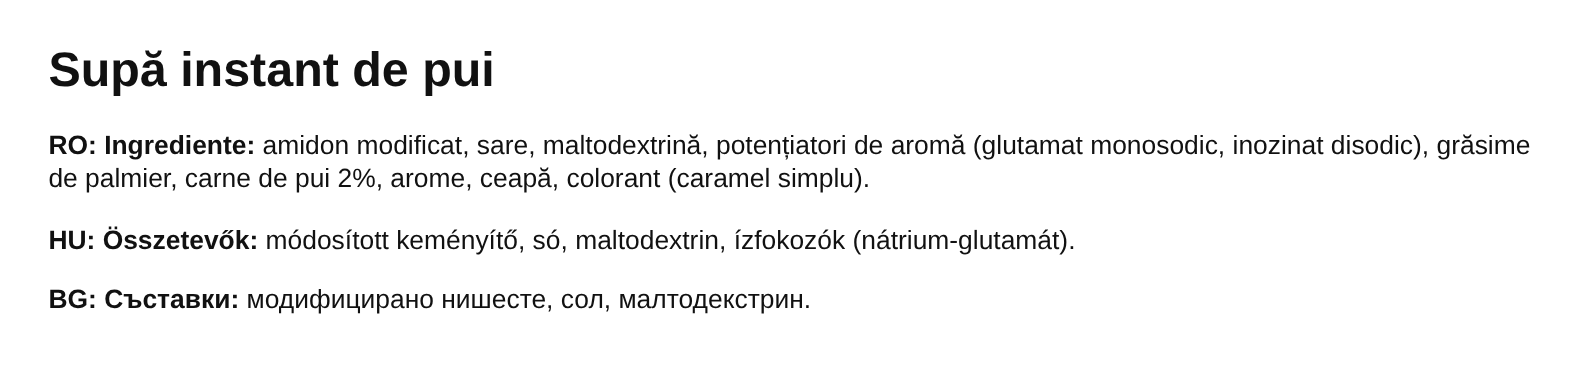 Supă instant de pui
RO: Ingrediente: amidon modificat, sare, maltodextrină, potențiatori de aromă (glutamat monosodic, inozinat disodic), grăsime
de palmier, carne de pui 2%, arome, ceapă, colorant (caramel simplu).
HU: Összetevők: módosított keményítő, só, maltodextrin, ízfokozók (nátrium-glutamát).
BG: Съставки: модифицирано нишесте, сол, малтодекстрин.